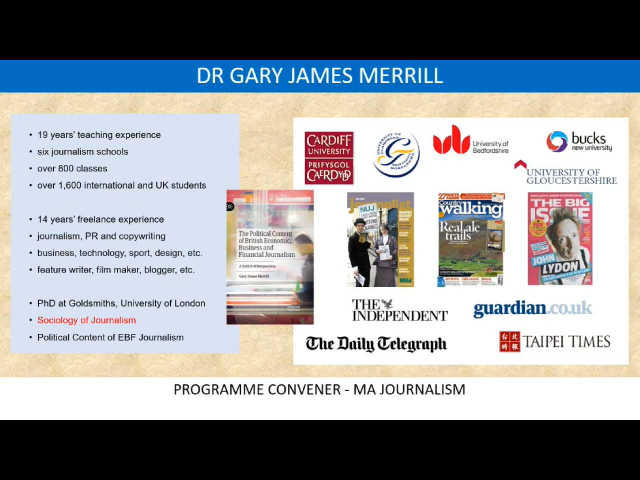 DR GARY JAMES MERRILL
• 19 years' teaching experience
• six journalism schools
• over 800 classes
• over 1,600 international and UK students
• 14 years' freelance experience
• journalism, PR and copywriting
• business, technology, sport, design, etc.
• feature writer, film maker, blogger, etc.
• PhD at Goldsmiths, University of London
• Sociology of Journalism
• Political Content of EBF Journalism
CARDIFF
UNIVERSITY
PRIFYSGOL
CAERDYDD
University of
Bedfordshire
bucks
new university
UNIVERSITY OF
GLOUCESTERSHIRE
The Political Content
of British Economic,
Business and
Financial Journalism
Gary James Merrill
journalist
NUJ
Country
walking
Real ale
trails
THE BIG
ISSUE
JOHN
LYDON
THE
INDEPENDENT
guardian.co.uk
The Daily Telegraph
TAIPEI TIMES
PROGRAMME CONVENER - MA JOURNALISM